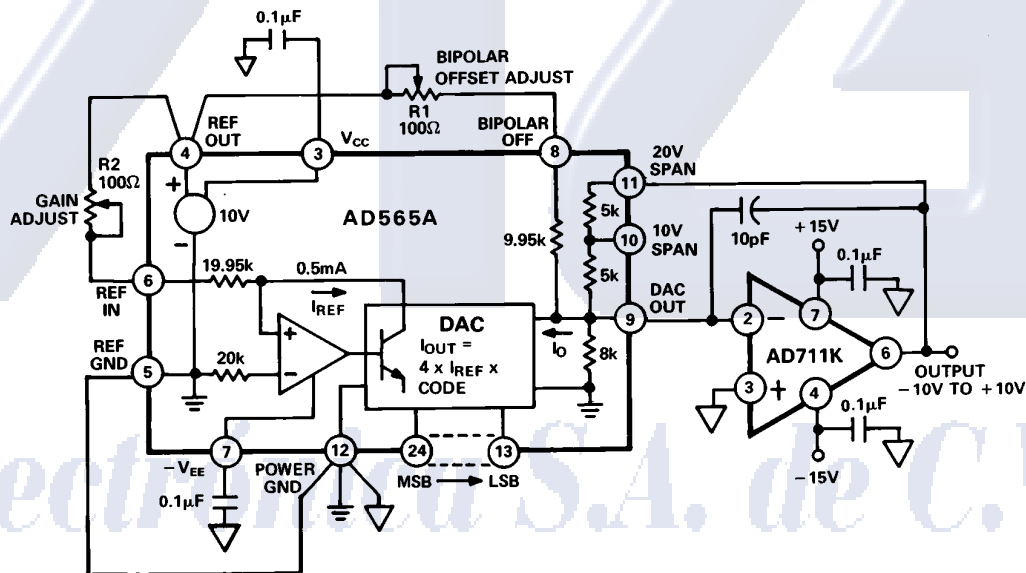 0.1µF
BIPOLAR
OFFSET ADJUST
R1
100Ω
REF
OUT
VCC
BIPOLAR
OFF
20V
SPAN
4
3
8
11
R2
100Ω
GAIN
ADJUST
+
10V
−
AD565A
5k
9.95k
10
10V
SPAN
5k
10pF
+15V
0.1µF
6
REF
IN
19.95k
0.5mA
IREF
DAC
OUT
9
DAC
IOUT =
4 x IREF x
CODE
IO
8k
2
−
7
AD711K
6
OUTPUT
−10V TO +10V
3
+
4
0.1µF
−15V
REF
GND
5
20k
+
−
7
−VEE
0.1µF
POWER
GND
12
24
13
MSB
LSB
ectrónica S.A. de C.